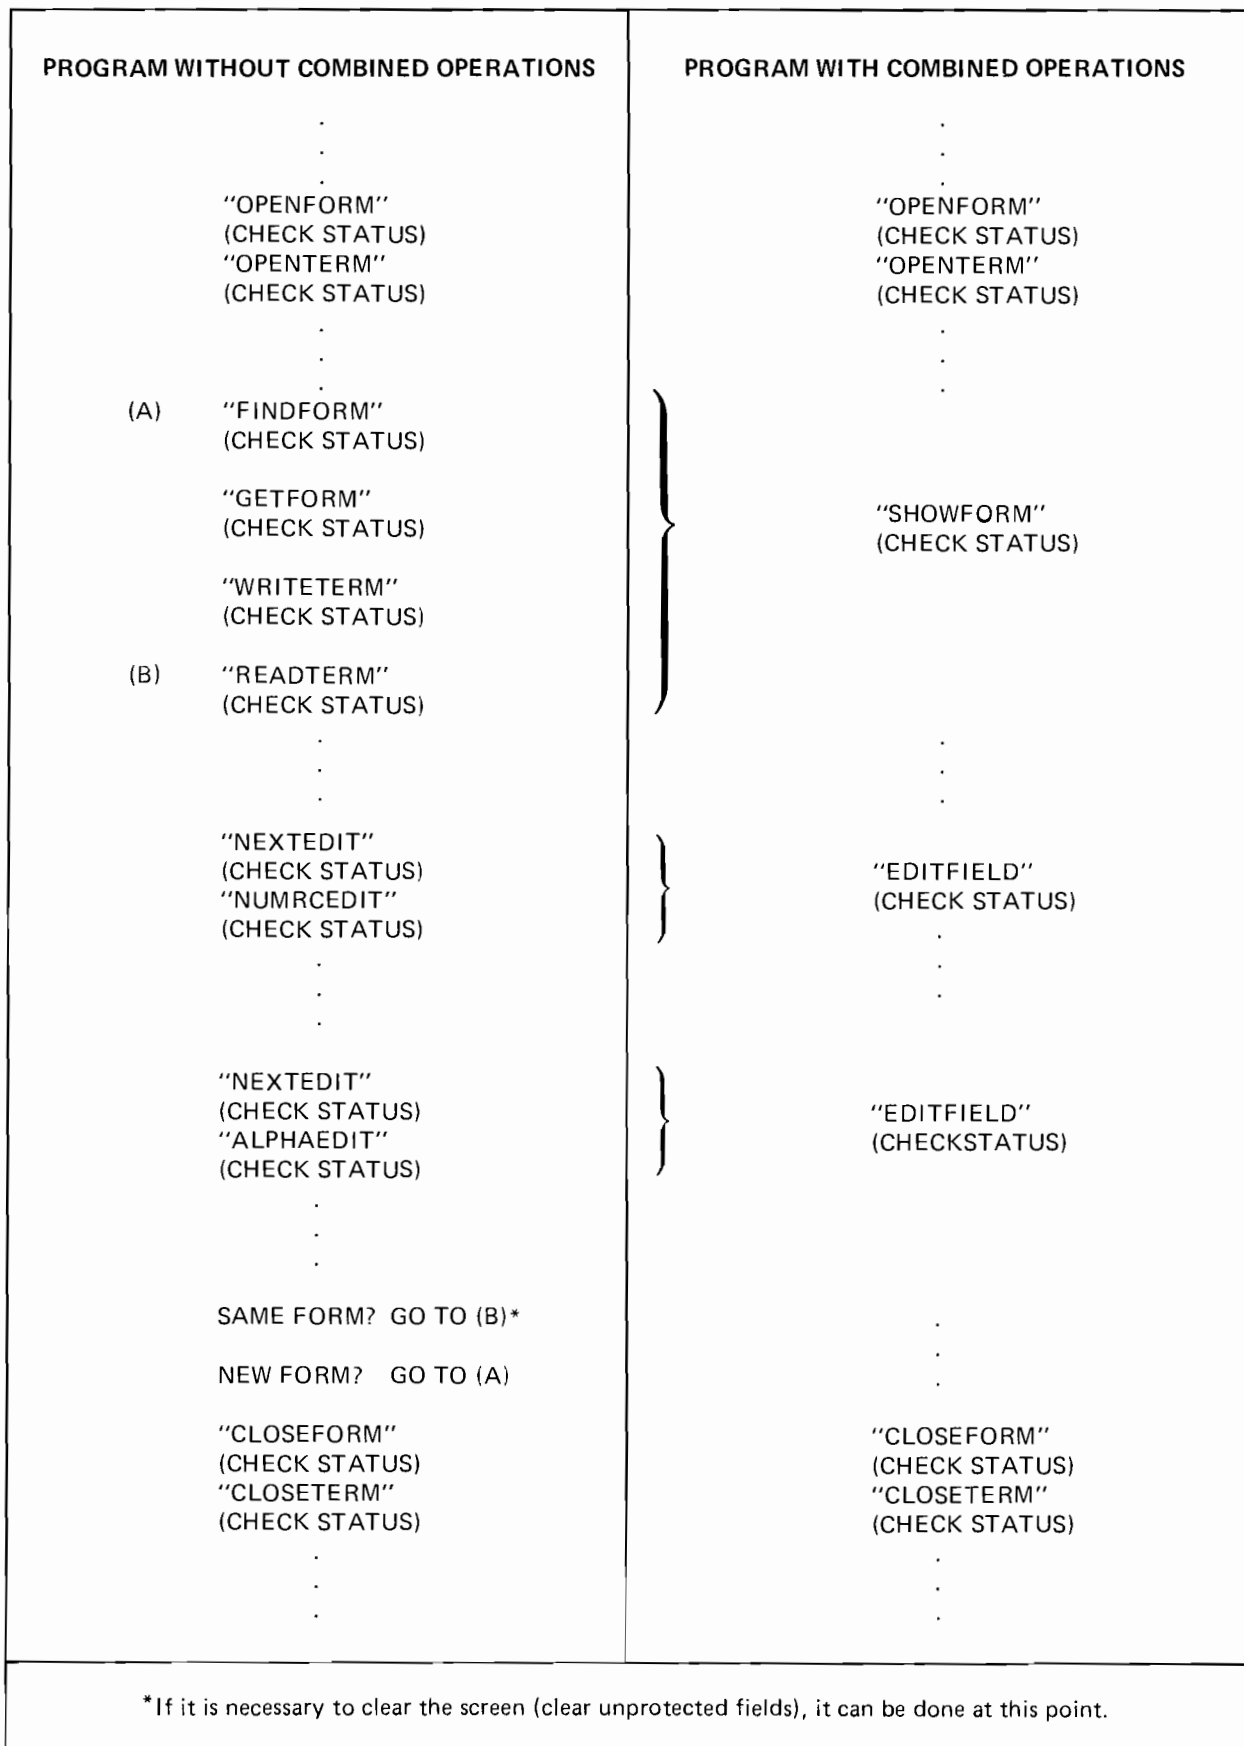 PROGRAM WITHOUT COMBINED OPERATIONS
.
.
.
"OPENFORM"
(CHECK STATUS)
"OPENTERM"
(CHECK STATUS)
.
.
.
(A) "FINDFORM"
(CHECK STATUS)
"GETFORM"
(CHECK STATUS)
"WRITETERM"
(CHECK STATUS)
(B) "READTERM"
(CHECK STATUS)
.
.
.
"NEXTEDIT"
(CHECK STATUS)
"NUMRCEDIT"
(CHECK STATUS)
.
.
.
"NEXTEDIT"
(CHECK STATUS)
"ALPHAEDIT"
(CHECK STATUS)
.
.
.
SAME FORM? GO TO (B)*
NEW FORM? GO TO (A)
"CLOSEFORM"
(CHECK STATUS)
"CLOSETERM"
(CHECK STATUS)
.
.
.
PROGRAM WITH COMBINED OPERATIONS
.
.
.
"OPENFORM"
(CHECK STATUS)
"OPENTERM"
(CHECK STATUS)
.
.
.
"SHOWFORM"
(CHECK STATUS)
.
.
.
"EDITFIELD"
(CHECK STATUS)
.
.
.
"EDITFIELD"
(CHECKSTATUS)
.
.
.
"CLOSEFORM"
(CHECK STATUS)
"CLOSETERM"
(CHECK STATUS)
.
.
.
*If it is necessary to clear the screen (clear unprotected fields), it can be done at this point.